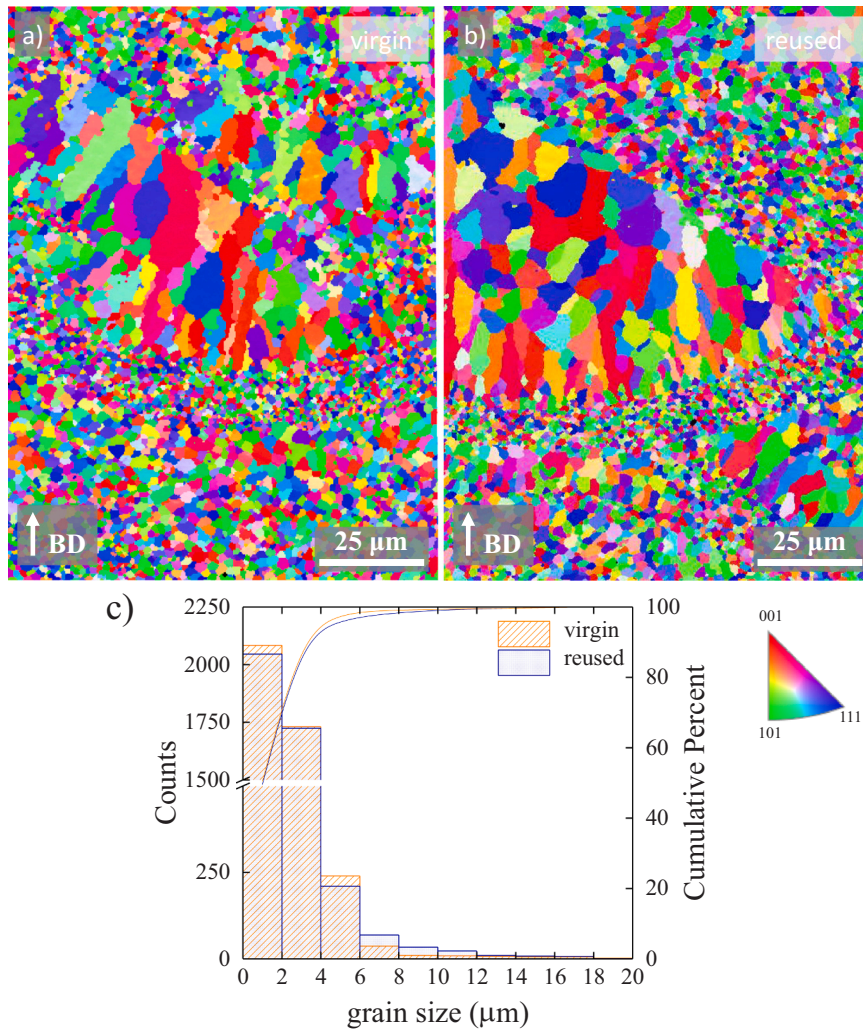 a) virgin
b) reused
BD
25 µm
BD
25 µm
c)
2250
2000
1750
1500
250
0
Counts
0 2 4 6 8 10 12 14 16 18 20
grain size (µm)
100
80
60
40
20
0
Cumulative Percent
virgin
reused
001
101
111